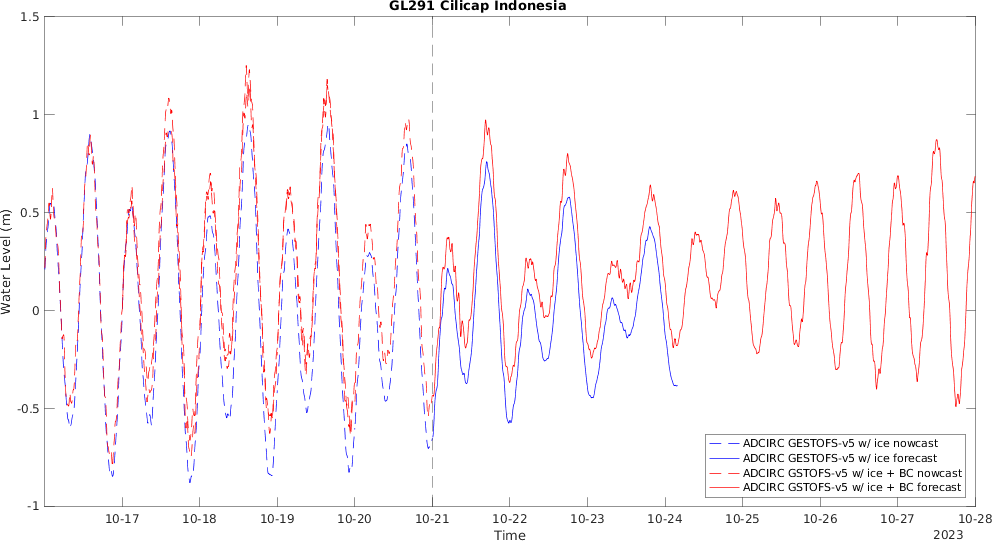 GL291 Cilicap Indonesia
1.5
1
0.5
0
-0.5
-1
Water Level (m)
10-17
10-18
10-19
10-20
10-21
10-22
10-23
10-24
10-25
10-26
10-27
10-28
Time
2023
ADCIRC GESTOFS-v5 w/ ice nowcast
ADCIRC GESTOFS-v5 w/ ice forecast
ADCIRC GSTOFS-v5 w/ ice + BC nowcast
ADCIRC GSTOFS-v5 w/ ice + BC forecast